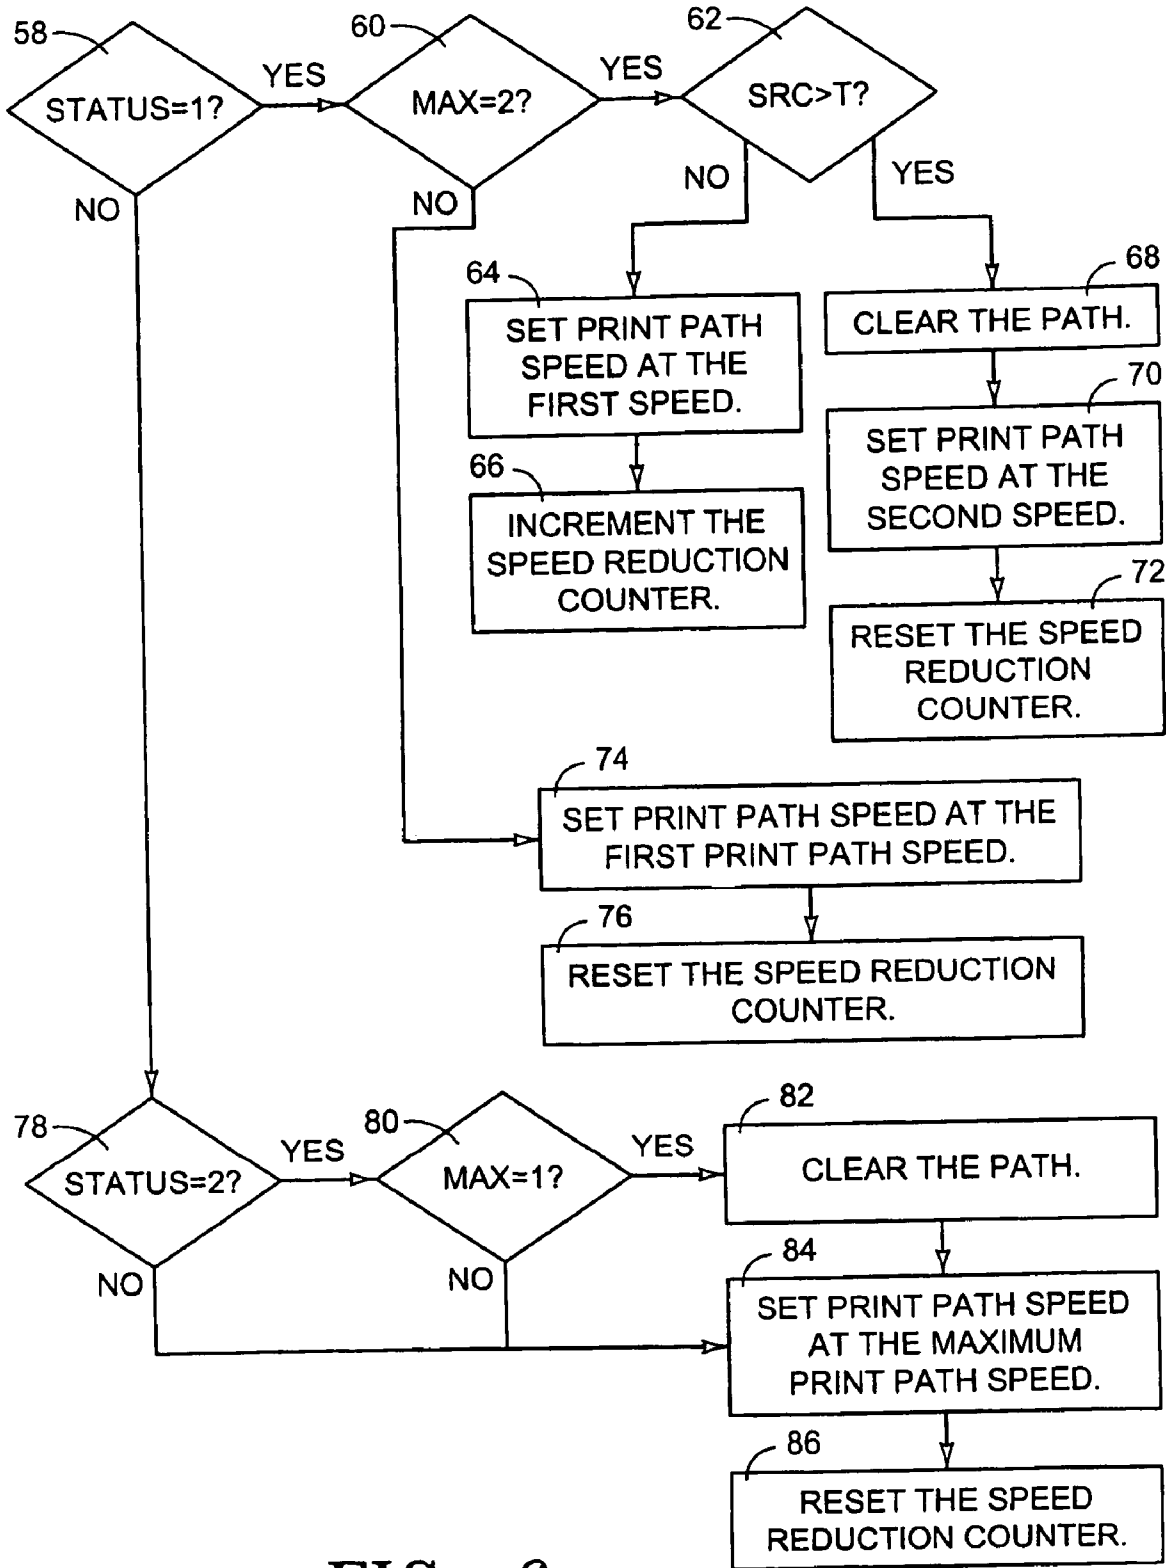 58
STATUS=1?
YES
NO
60
MAX=2?
YES
NO
62
SRC>T?
NO
YES
64
SET PRINT PATH
SPEED AT THE
FIRST SPEED.
66
INCREMENT THE
SPEED REDUCTION
COUNTER.
68
CLEAR THE PATH.
70
SET PRINT PATH
SPEED AT THE
SECOND SPEED.
72
RESET THE SPEED
REDUCTION
COUNTER.
74
SET PRINT PATH SPEED AT THE
FIRST PRINT PATH SPEED.
76
RESET THE SPEED REDUCTION
COUNTER.
78
STATUS=2?
YES
NO
80
MAX=1?
YES
NO
82
CLEAR THE PATH.
84
SET PRINT PATH SPEED
AT THE MAXIMUM
PRINT PATH SPEED.
86
RESET THE SPEED
REDUCTION COUNTER.